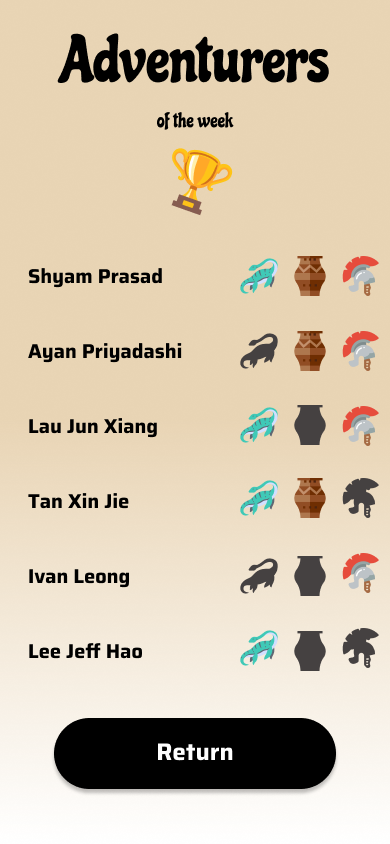 Adventurers
of the week
Shyam Prasad
Ayan Priyadashi
Lau Jun Xiang
Tan Xin Jie
Ivan Leong
Lee Jeff Hao
Return